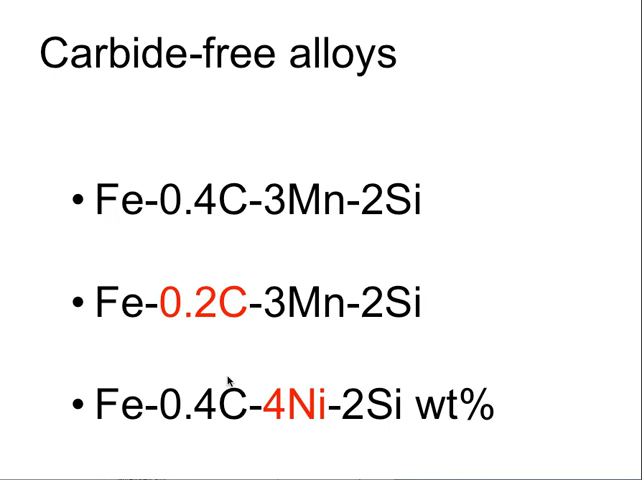 Carbide-free alloys
• Fe-0.4C-3Mn-2Si
• Fe-0.2C-3Mn-2Si
• Fe-0.4C-4Ni-2Si wt%